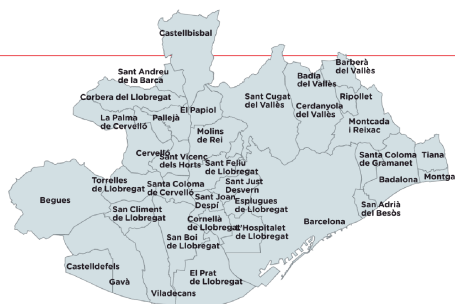 Castellbisbal
Sant Andreu
de la Barca
Barberà
del Vallès
Badia
del Vallès
Corbera del Llobregat
Sant Cugat
del Vallès
Ripollet
El Papiol
Cerdanyola
del Vallès
La Palma
de Cervelló
Pallejà
Montcada
i Reixac
Molins
de Rei
Cervelló
Sant Vicenç
dels Horts
Sant Feliu
de Llobregat
Santa Coloma
de Gramanet
Tiana
Torrelles
de Llobregat
Santa Coloma
de Cervelló
Sant Just
Desvern
Badalona
Montga
Begues
Sant Joan
Despí
Esplugues
de Llobregat
Sant Climent
de Llobregat
Sant Adrià
del Besòs
Cornellà
de Llobregat
L'Hospitalet
de Llobregat
Barcelona
San Boi
de Llobregat
Castelldefels
Gavà
El Prat
de Llobregat
Viladecans